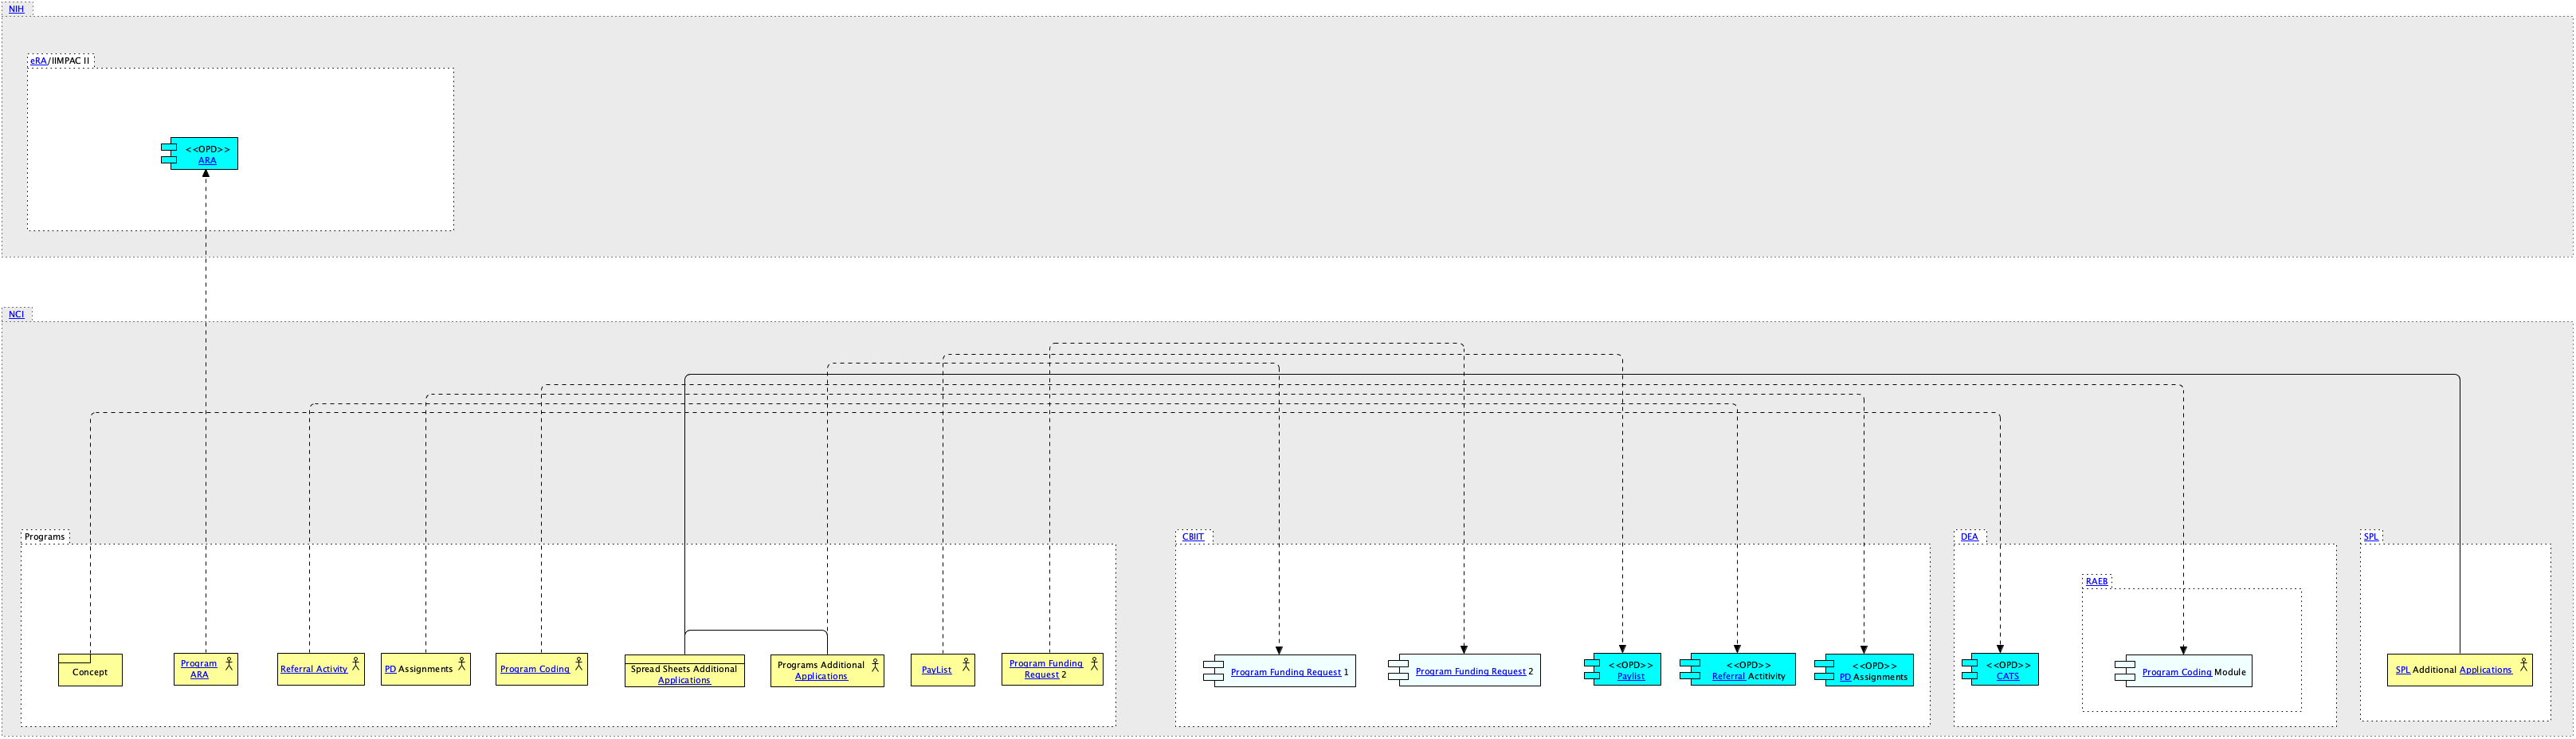 NIH
eRA/IIMPAC II
<<OPD>>
ARA
NCI
Programs
Concept
Program
ARA
Referral Activity
PD Assignments
Program Coding
Spread Sheets Additional
Applications
Programs Additional
Applications
PayList
Program Funding
Request 2
CBIIT
Program Funding Request 1
Program Funding Request 2
<<OPD>>
Paylist
<<OPD>>
Referral Actitivity
<<OPD>>
PD Assignments
DEA
<<OPD>>
CATS
RAEB
Program Coding Module
SPL
SPL Additional Applications